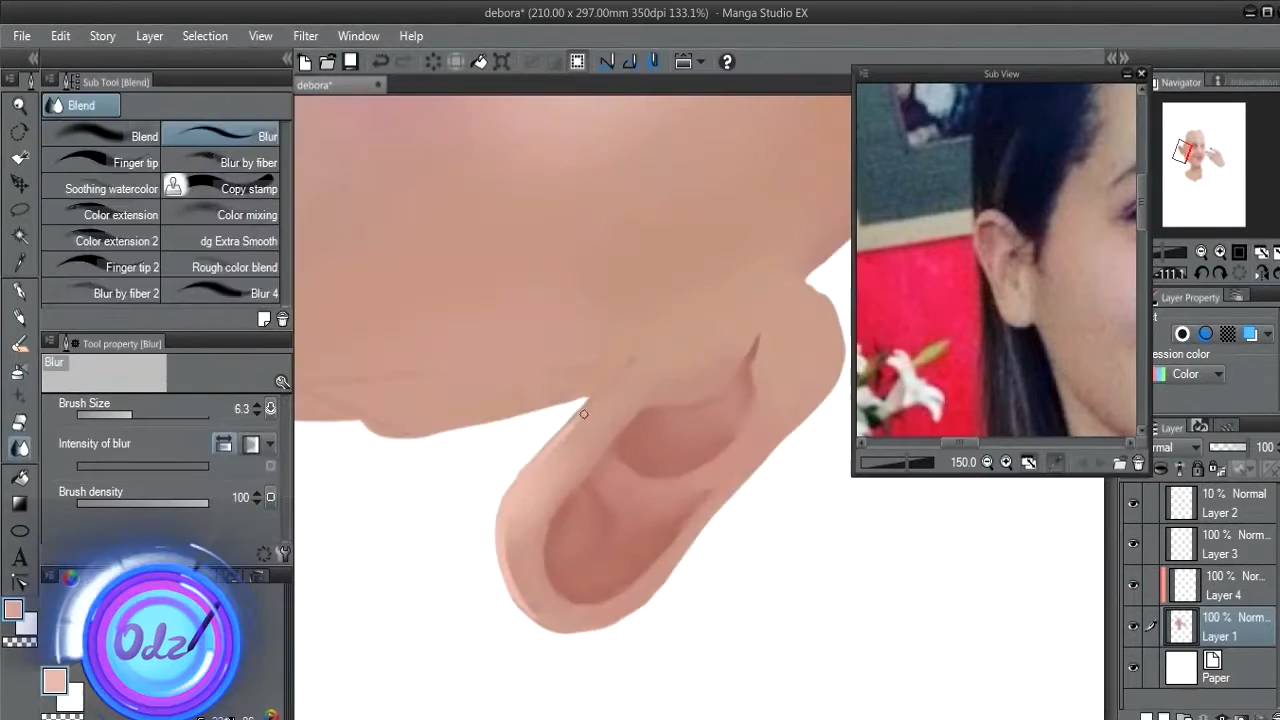 debora* (210.00 x 297.00mm 350dpi 133.1%) - Manga Studio EX
File Edit Story Layer Selection View Filter Window Help
Sub Tool [Blend]
debora*
Sub View
Navigator
Blend
Blend
Blur
Finger tip
Blur by fiber
Soothing watercolor
Copy stamp
Color extension
Color mixing
Color extension 2
dg Extra Smooth
Finger tip 2
Rough color blend
Blur by fiber 2
Blur 4
Tool property [Blur]
Blur
Brush Size 6.3
Intensity of blur
Brush density 100
Odz
150.0
-111.1
Layer Property
ession color
Color
Layer
rmal 100
10 % Normal
Layer 2
100 % Norm...
Layer 3
100 % Nor...
Layer 4
100 % Norm...
Layer 1
Paper